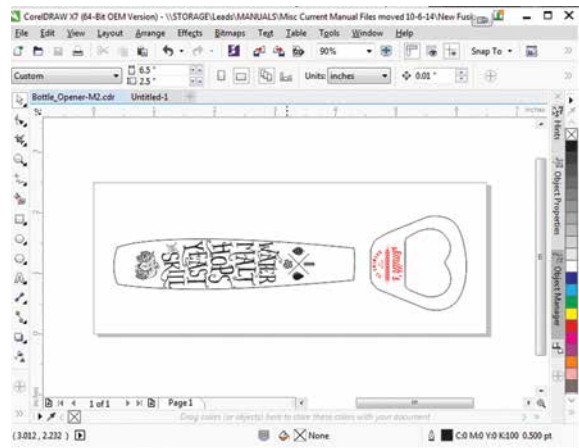 CorelDRAW X7 (64-Bit OEM Version) - \\STORAGE\Leads\MANUALS\Misc Current Manual Files moved 10-6-14\New Fusi
File Edit View Layout Arrange Effects Bitmaps Text Table Tools Window Help
90% Snap To
Custom 6.5" 2.5" Units: inches 0.01"
Bottle_Opener-M2.cdr Untitled-1
inches
Hints
Object Properties
Object Manager
WATER
MALT
HOPS
YEAST
SKILL
Smith's
1 of 1 Page 1
Drag colors (or objects) here to store these colors with your document
(3.012, 2.232) None C:0 M:0 Y:0 K:100 0.500 pt